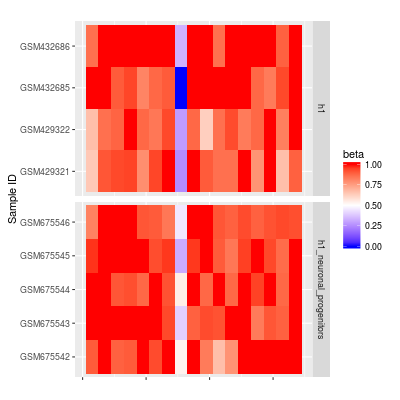 GSM432686
GSM432685
GSM429322
GSM429321
h1
GSM675546
GSM675545
GSM675544
GSM675543
GSM675542
h1_neuronal_progenitors
Sample ID
beta
1.00
0.75
0.50
0.25
0.00